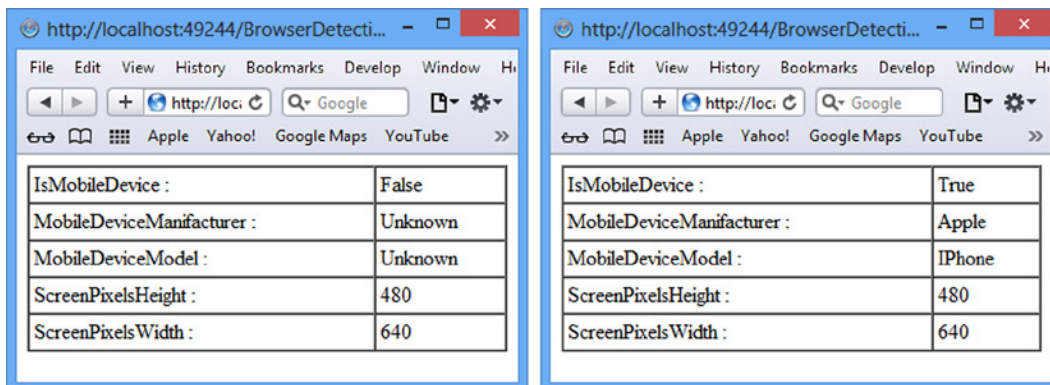 http://localhost:49244/BrowserDetecti...
File Edit View History Bookmarks Develop Window
http://loc: Google
Apple Yahoo! Google Maps YouTube
IsMobileDevice : False
MobileDeviceManifacturer : Unknown
MobileDeviceModel : Unknown
ScreenPixelsHeight : 480
ScreenPixelsWidth : 640
http://localhost:49244/BrowserDetecti...
File Edit View History Bookmarks Develop Window
http://loc: Google
Apple Yahoo! Google Maps YouTube
IsMobileDevice : True
MobileDeviceManifacturer : Apple
MobileDeviceModel : IPhone
ScreenPixelsHeight : 480
ScreenPixelsWidth : 640